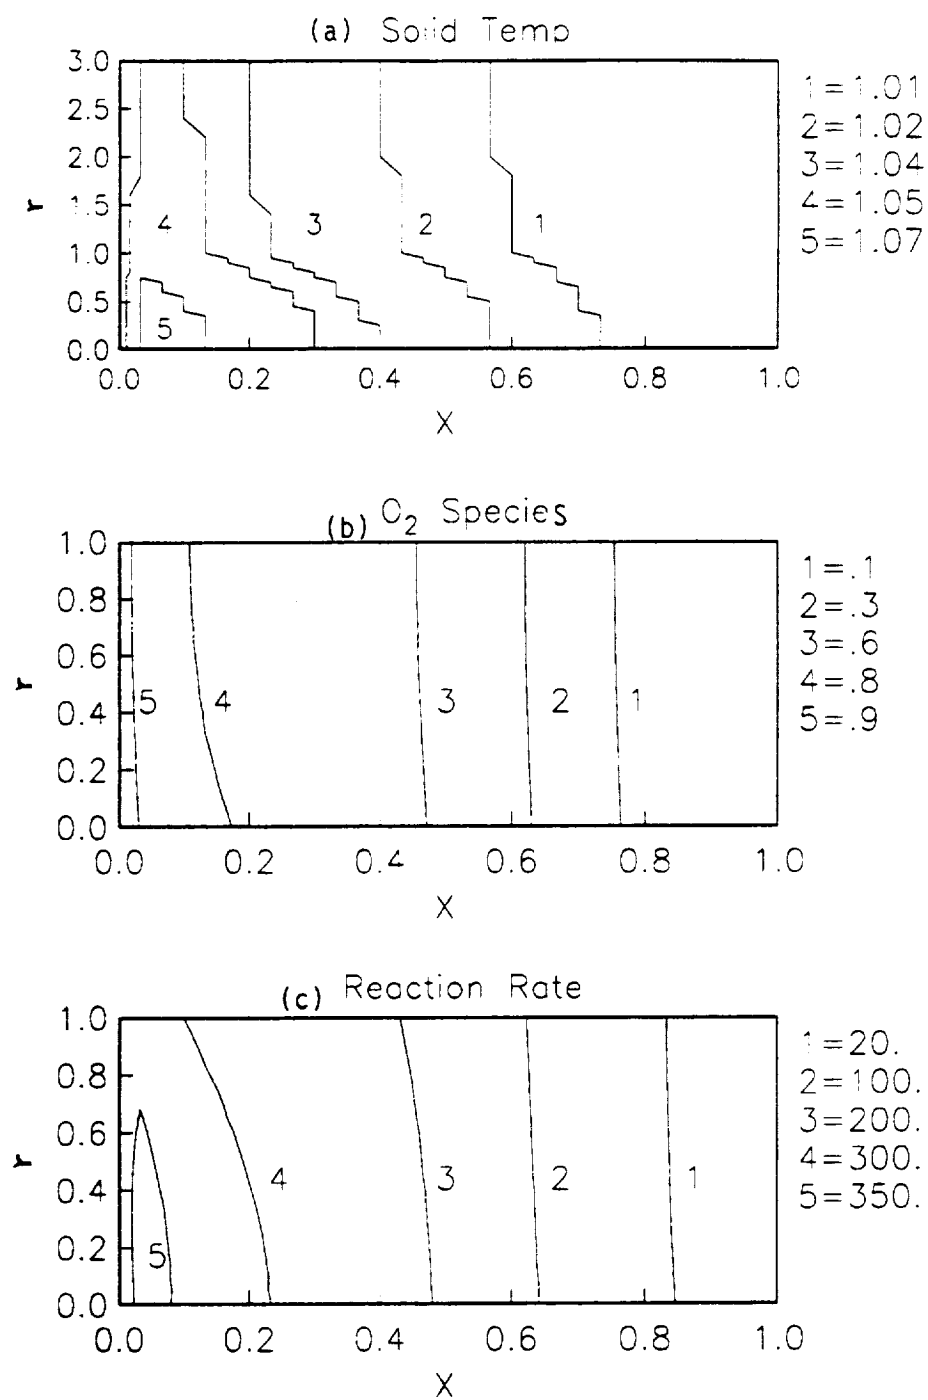 (a) Solid Temp
3.0
2.5
2.0
1.5
1.0
0.5
0.0
r
4
3
2
1
5
0.0 0.2 0.4 0.6 0.8 1.0
X
1=1.01
2=1.02
3=1.04
4=1.05
5=1.07
(b) O2 Species
1.0
0.8
0.6
0.4
0.2
0.0
r
5 4 3 2 1
0.0 0.2 0.4 0.6 0.8 1.0
X
1=.1
2=.3
3=.6
4=.8
5=.9
(c) Reaction Rate
1.0
0.8
0.6
0.4
0.2
0.0
r
4 3 2 1
5
0.0 0.2 0.4 0.6 0.8 1.0
X
1=20.
2=100.
3=200.
4=300.
5=350.